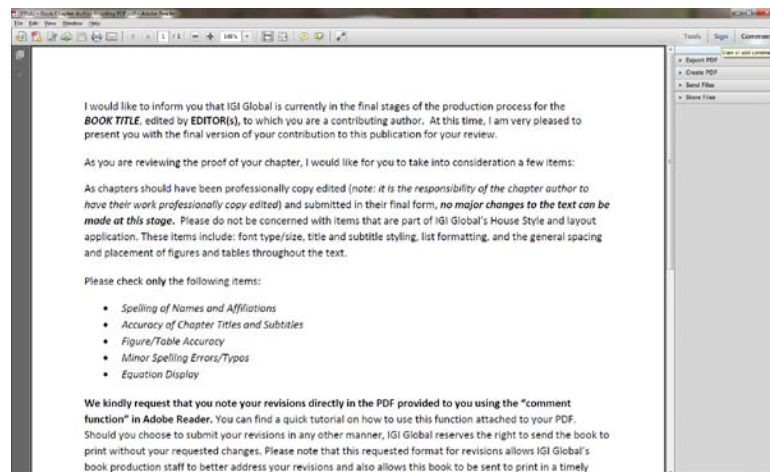 File Edit View Window Help
1 / 1
Tools Sign Comment
Export PDF
Create PDF
Send Files
Store Files
I would like to inform you that IGI Global is currently in the final stages of the production process for the
BOOK TITLE, edited by EDITOR(s), to which you are a contributing author. At this time, I am very pleased to
present you with the final version of your contribution to this publication for your review.
As you are reviewing the proof of your chapter, I would like for you to take into consideration a few items:
As chapters should have been professionally copy edited (note: it is the responsibility of the chapter author to
have their work professionally copy edited) and submitted in their final form, no major changes to the text can be
made at this stage. Please do not be concerned with items that are part of IGI Global's House Style and layout
application. These items include: font type/size, title and subtitle styling, list formatting, and the general spacing
and placement of figures and tables throughout the text.
Please check only the following items:
• Spelling of Names and Affiliations
• Accuracy of Chapter Titles and Subtitles
• Figure/Table Accuracy
• Minor Spelling Errors/Typos
• Equation Display
We kindly request that you note your revisions directly in the PDF provided to you using the "comment
function" in Adobe Reader. You can find a quick tutorial on how to use this function attached to your PDF.
Should you choose to submit your revisions in any other manner, IGI Global reserves the right to send the book to
print without your requested changes. Please note that this requested format for revisions allows IGI Global's
book production staff to better address your revisions and also allows this book to be sent to print in a timely